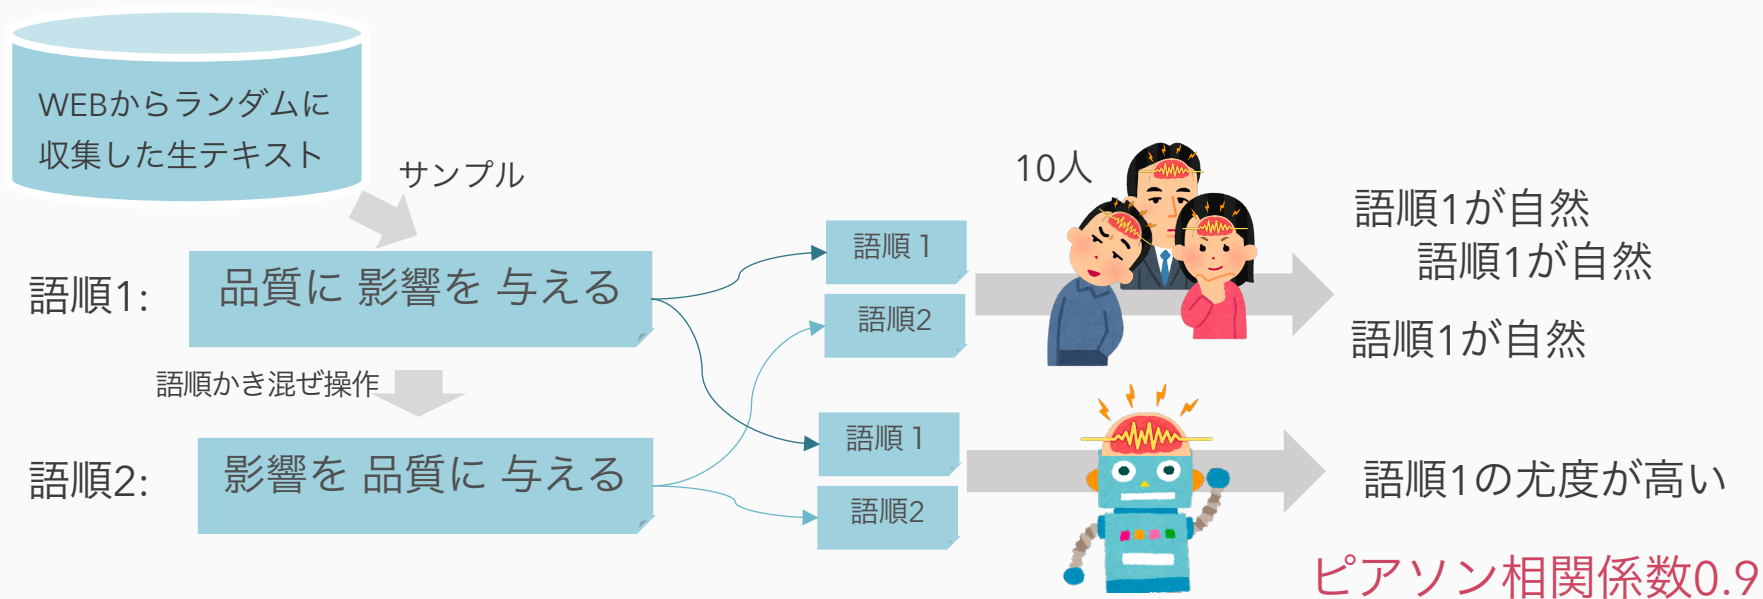 WEBからランダムに
収集した生テキスト
サンプル
語順1:
品質に 影響を 与える
語順かき混ぜ操作
語順2:
影響を 品質に 与える
語順 1
語順2
語順 1
語順2
10人
語順1が自然
語順1が自然
語順1が自然
語順1の尤度が高い
ピアソン相関係数0.9